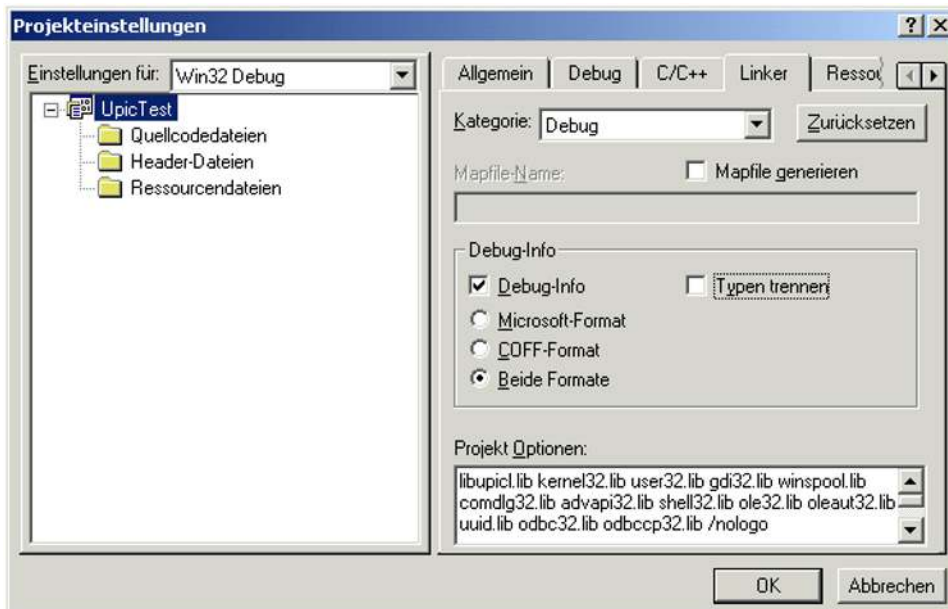 Projekteinstellungen
Einstellungen für: Win32 Debug
UpicTest
Quellcodedateien
Header-Dateien
Ressourcendateien
Allgemein Debug C/C++ Linker
Kategorie: Debug Zurücksetzen
Mapfile-Name: Mapfile generieren
Debug-Info
Debug-Info Typen trennen
Microsoft-Format
COFF-Format
Beide Formate
Projekt Optionen:
libupicl.lib kernel32.lib user32.lib gdi32.lib winspool.lib
comdlg32.lib advapi32.lib shell32.lib ole32.lib oleaut32.lib
uuid.lib odbc32.lib odbccp32.lib /nologo
OK Abbrechen